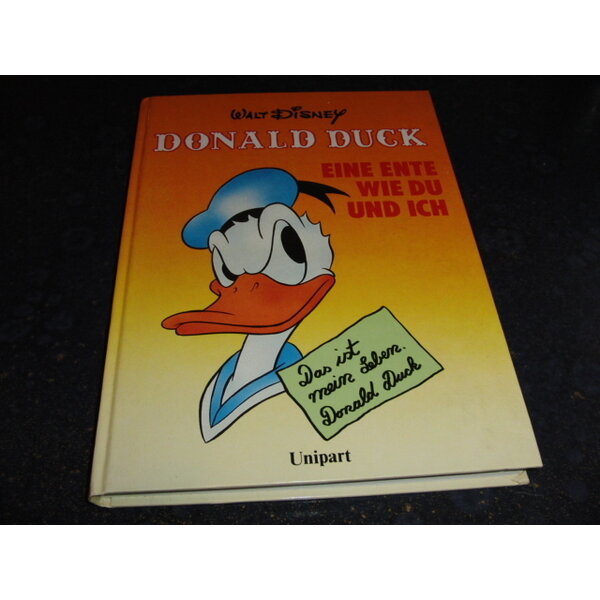 WALT DISNEY
DONALD DUCK
EINE ENTE
WIE DU
UND ICH
Das ist
mein Leben.
Donald Duck
Unipart